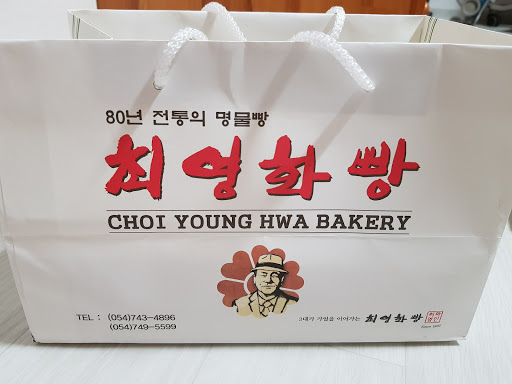 80년 전통의 명물빵
최영화빵
CHOI YOUNG HWA BAKERY
TEL : (054)743-4896
(054)749-5599
3대가 가업을 이어가는 최영화빵